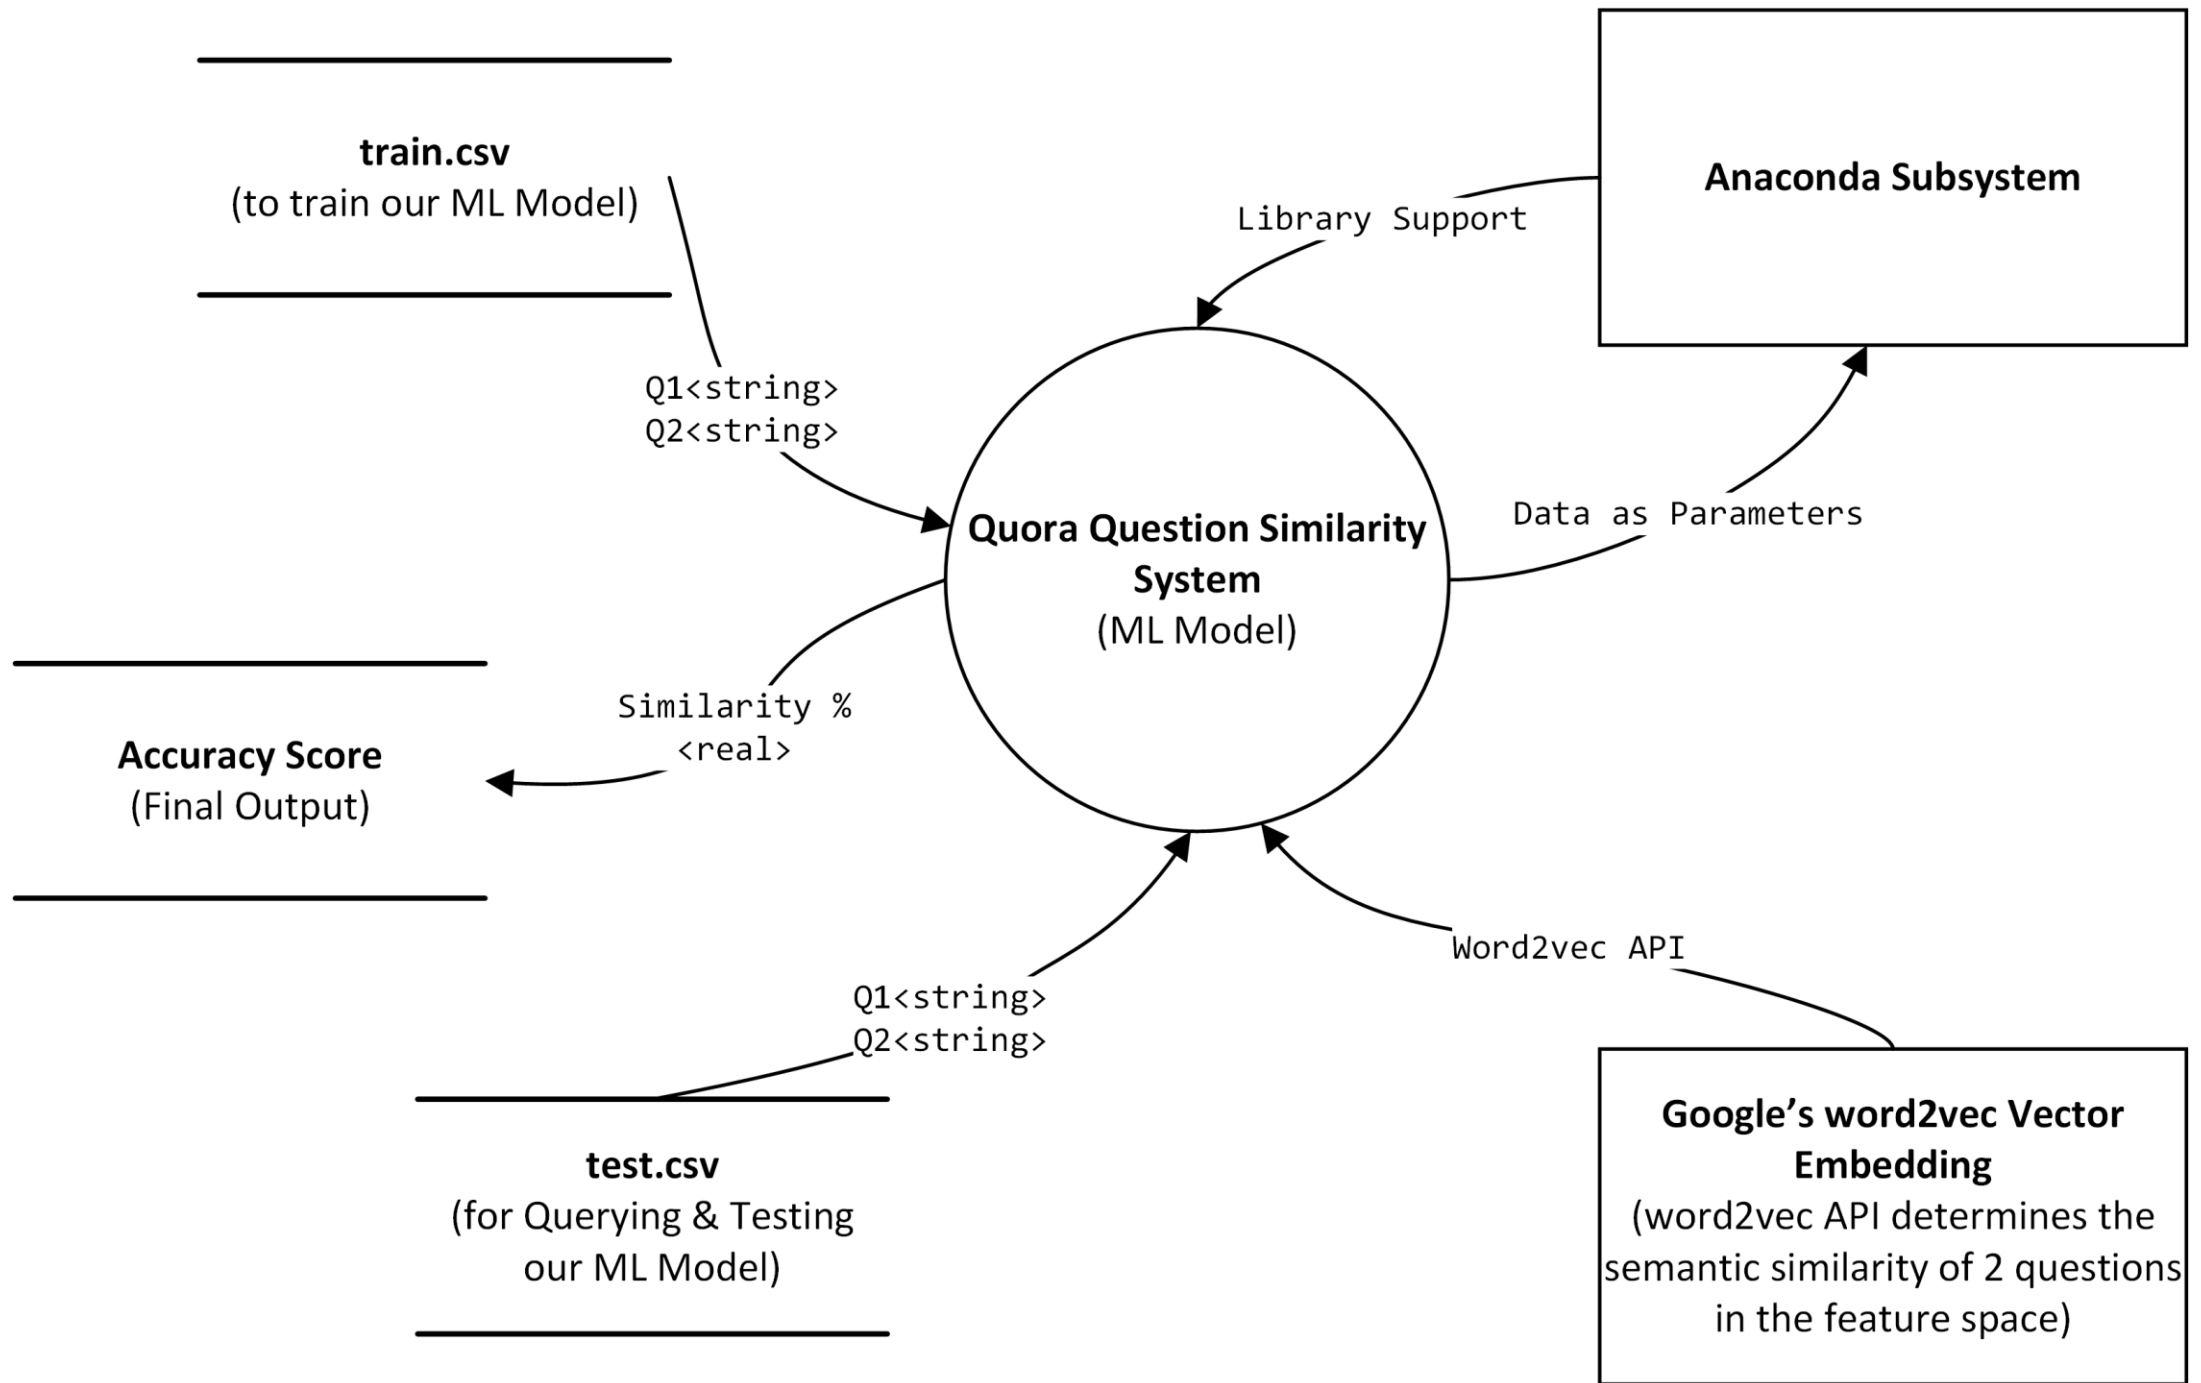 train.csv
(to train our ML Model)
Anaconda Subsystem
Library Support
Q1<string>
Q2<string>
Quora Question Similarity
System
(ML Model)
Data as Parameters
Similarity %
<real>
Accuracy Score
(Final Output)
Word2vec API
Q1<string>
Q2<string>
test.csv
(for Querying & Testing
our ML Model)
Google’s word2vec Vector
Embedding
(word2vec API determines the
semantic similarity of 2 questions
in the feature space)